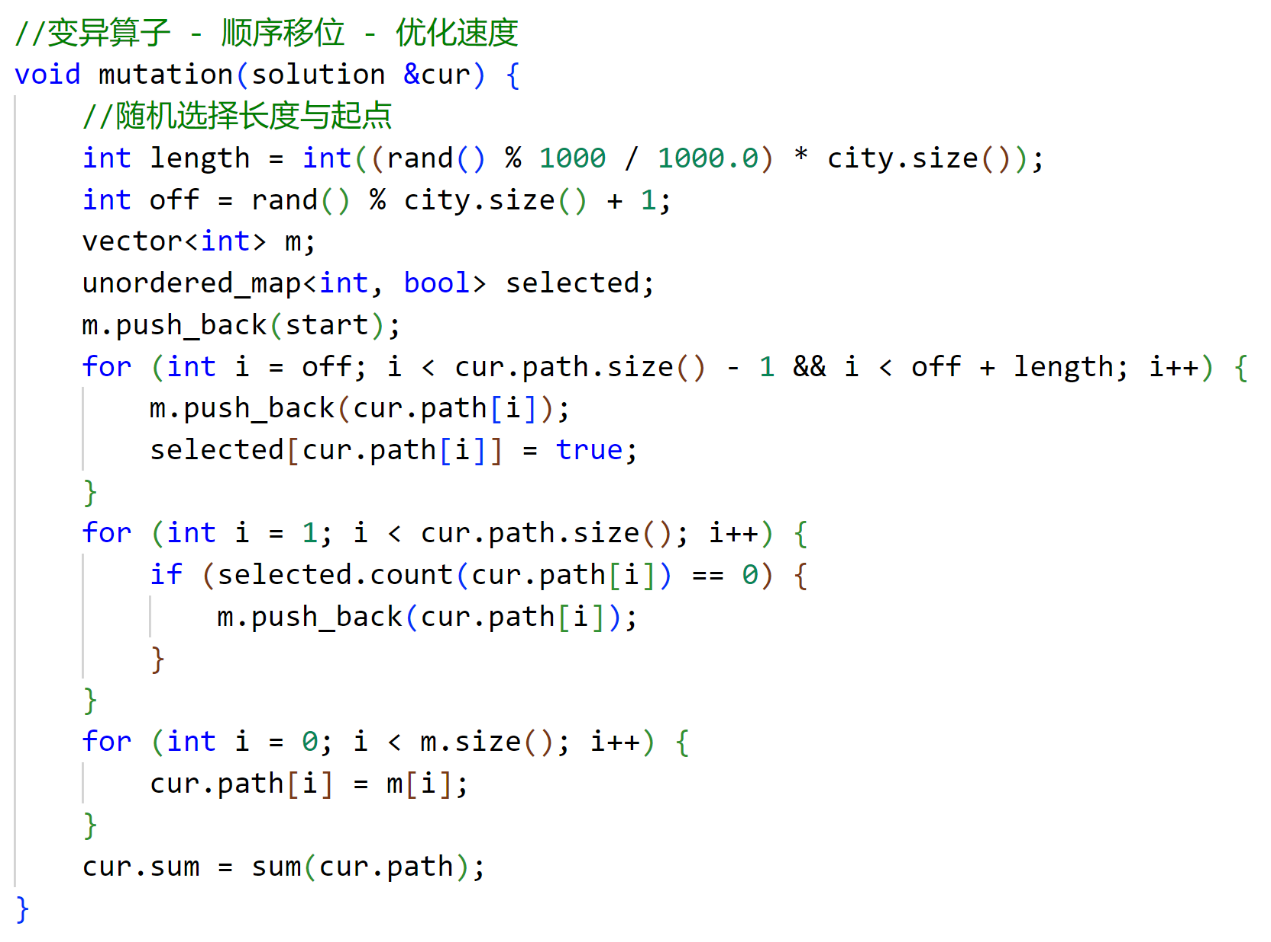 //变异算子 - 顺序移位 - 优化速度
void mutation(solution &cur) {
    //随机选择长度与起点
    int length = int((rand() % 1000 / 1000.0) * city.size());
    int off = rand() % city.size() + 1;
    vector<int> m;
    unordered_map<int, bool> selected;
    m.push_back(start);
    for (int i = off; i < cur.path.size() - 1 && i < off + length; i++) {
        m.push_back(cur.path[i]);
        selected[cur.path[i]] = true;
    }
    for (int i = 1; i < cur.path.size(); i++) {
        if (selected.count(cur.path[i]) == 0) {
            m.push_back(cur.path[i]);
        }
    }
    for (int i = 0; i < m.size(); i++) {
        cur.path[i] = m[i];
    }
    cur.sum = sum(cur.path);
}